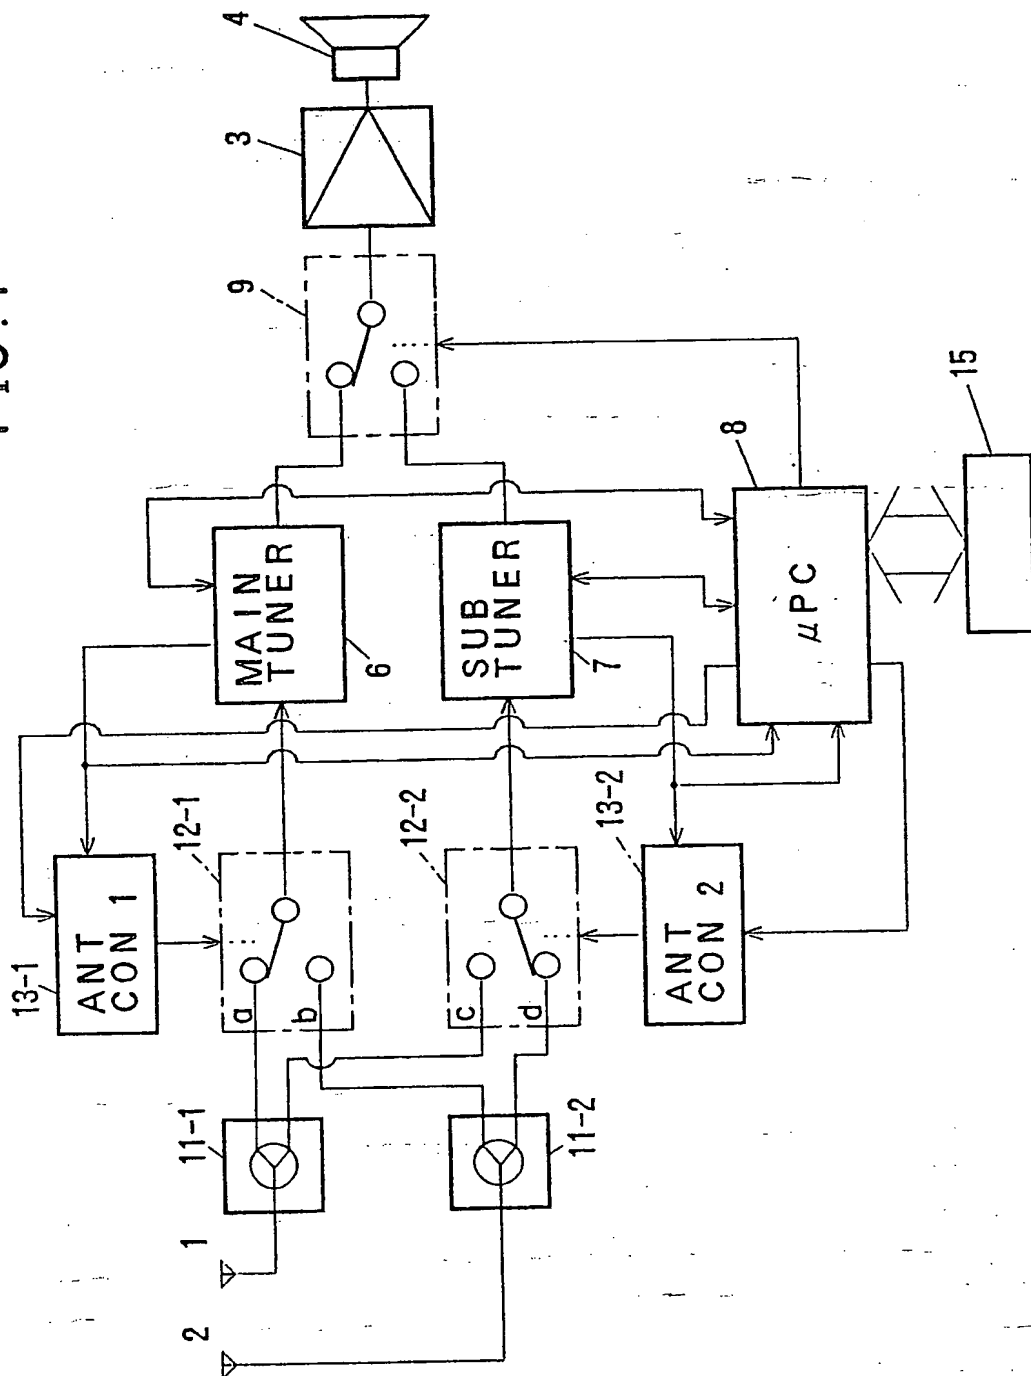 4
3
9
15
8
μPC
MAIN
TUNER
6
SUB
TUNER
7
12-1
12-2
13-2
13-1
ANT
CON 1
a
b
c
d
ANT
CON 2
11-1
11-2
1
2